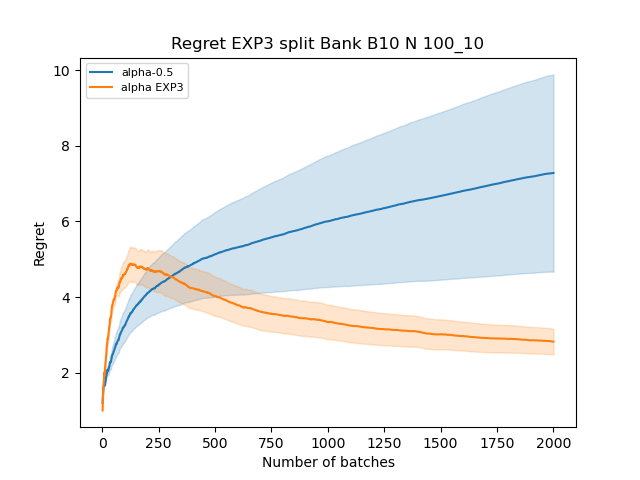 Regret EXP3 split Bank B10 N 100_10
alpha-0.5
alpha EXP3
10
8
6
4
2
Regret
0 250 500 750 1000 1250 1500 1750 2000
Number of batches